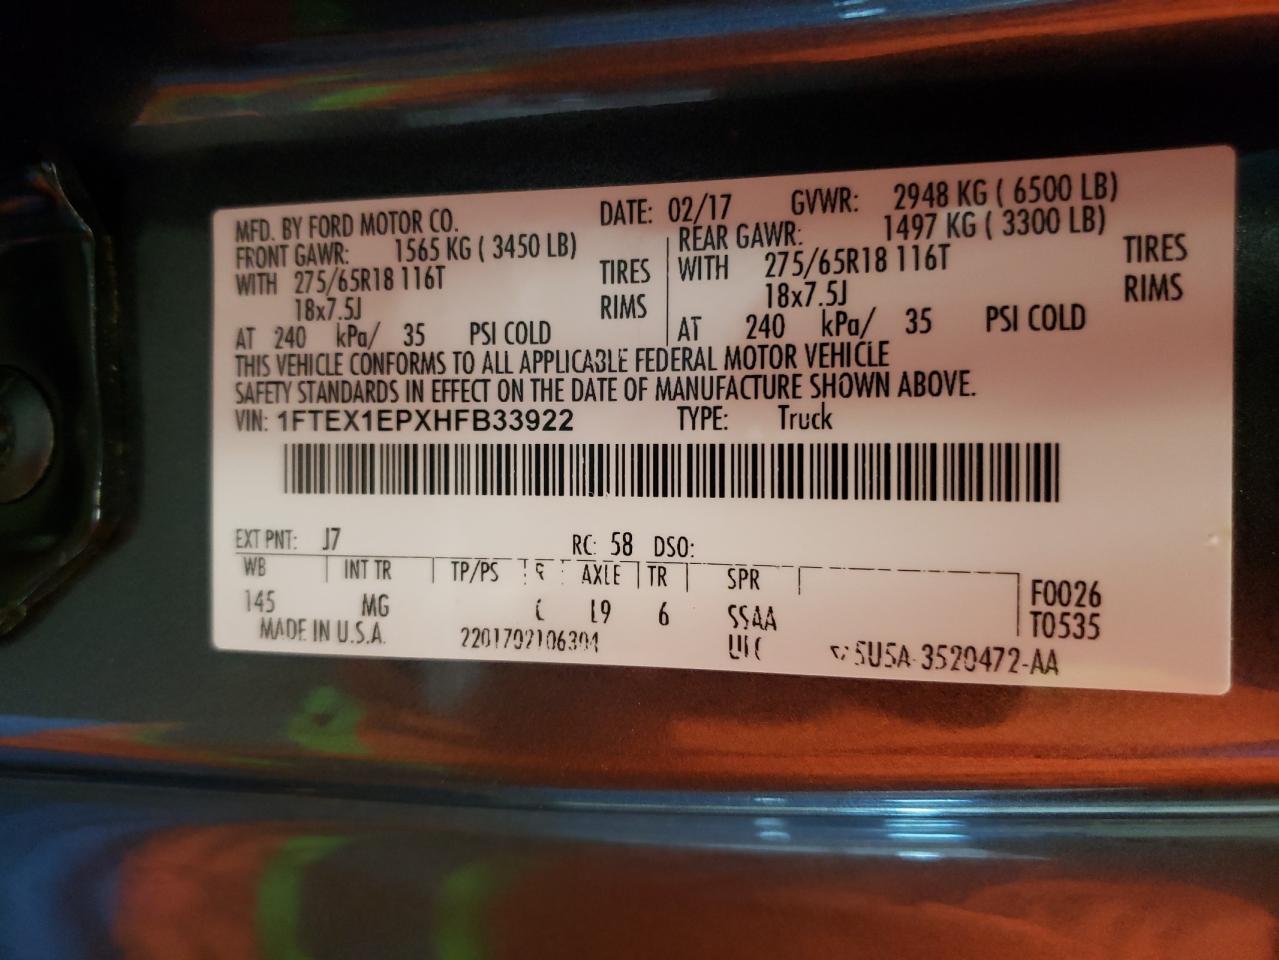 MFD. BY FORD MOTOR CO. DATE: 02/17 GVWR: 2948 KG ( 6500 LB)
FRONT GAWR: 1565 KG ( 3450 LB) REAR GAWR: 1497 KG ( 3300 LB)
WITH 275/65R18 116T TIRES WITH 275/65R18 116T TIRES
18x7.5J RIMS 18x7.5J RIMS
AT 240 kPa/ 35 PSI COLD AT 240 kPa/ 35 PSI COLD
THIS VEHICLE CONFORMS TO ALL APPLICABLE FEDERAL MOTOR VEHICLE
SAFETY STANDARDS IN EFFECT ON THE DATE OF MANUFACTURE SHOWN ABOVE.
VIN: 1FTEX1EPXHFB33922 TYPE: Truck
EXT PNT: J7 RC: 58 DSO:
WB INT TR TP/PS R AXLE TR SPR
145 MG L9 6 SSAA F0026
T0535
MADE IN U.S.A. 2201702106304 5U5A-3520472-AA